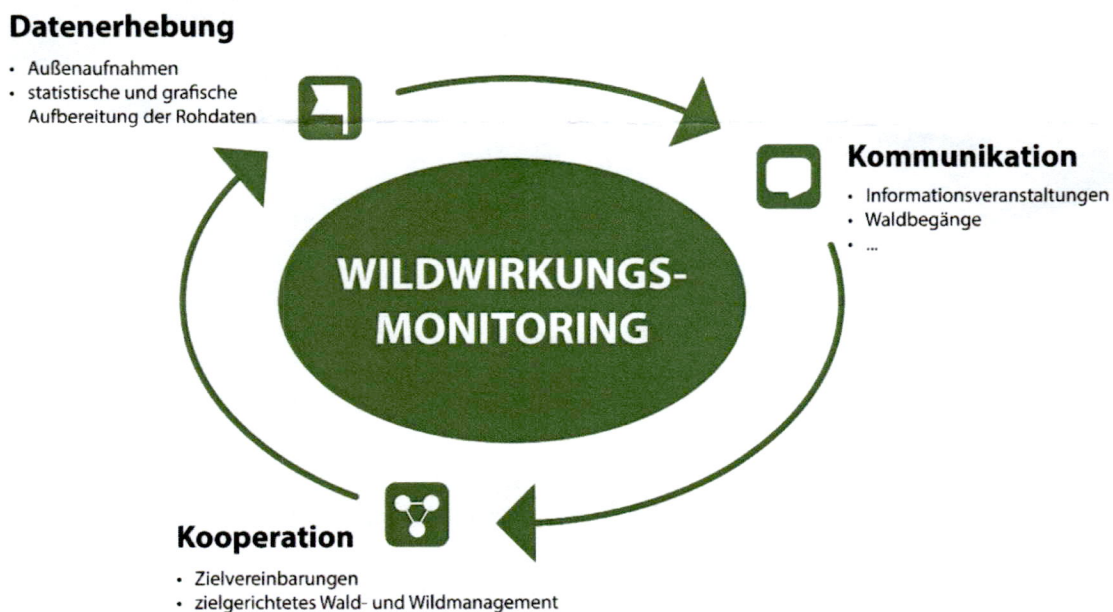 Datenerhebung
• Außenaufnahmen
• statistische und grafische
Aufbereitung der Rohdaten
Kommunikation
• Informationsveranstaltungen
• Waldbegänge
• ...
WILDWIRKUNGS-
MONITORING
Kooperation
• Zielvereinbarungen
• zielgerichtetes Wald- und Wildmanagement